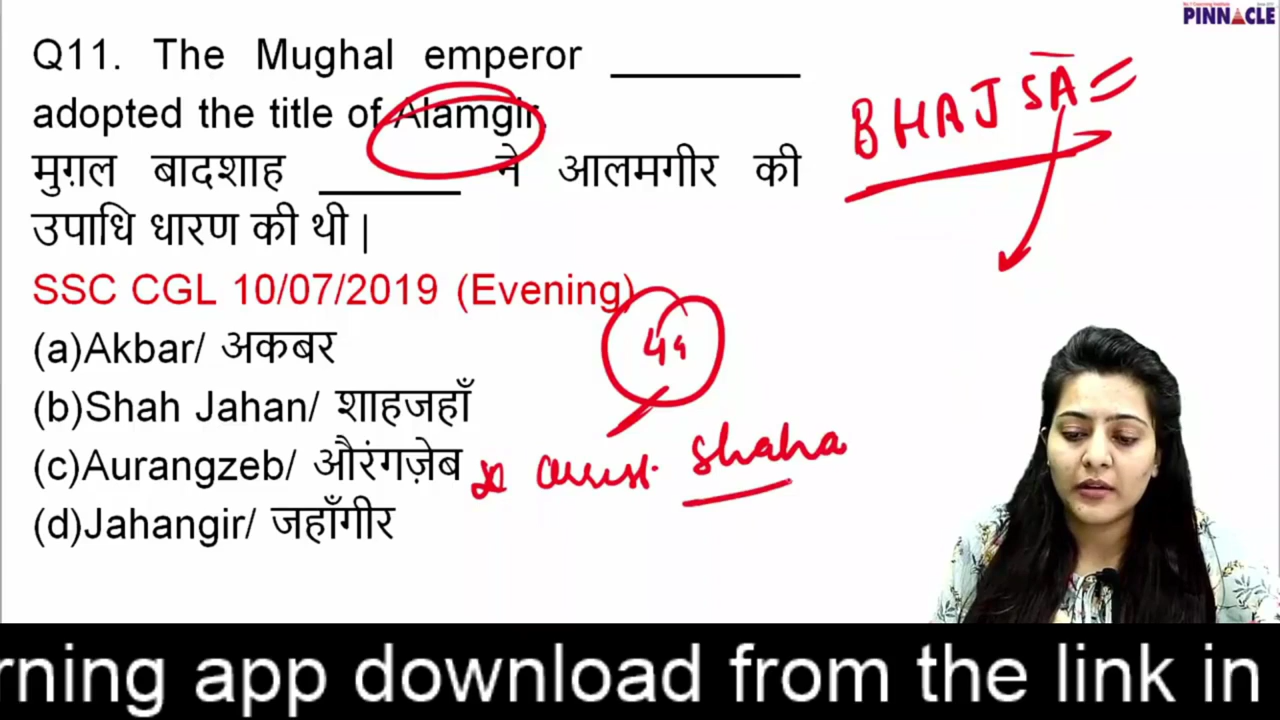 PINNACLE
Q11. The Mughal emperor ________
adopted the title of Alamgir.
मुग़ल बादशाह ______ ने आलमगीर की
उपाधि धारण की थी |
SSC CGL 10/07/2019 (Evening)
(a)Akbar/ अकबर
(b)Shah Jahan/ शाहजहाँ
(c)Aurangzeb/ औरंगज़ेब
(d)Jahangir/ जहाँगीर
BHAJSA
49
arrest. Shaha
rning app download from the link in